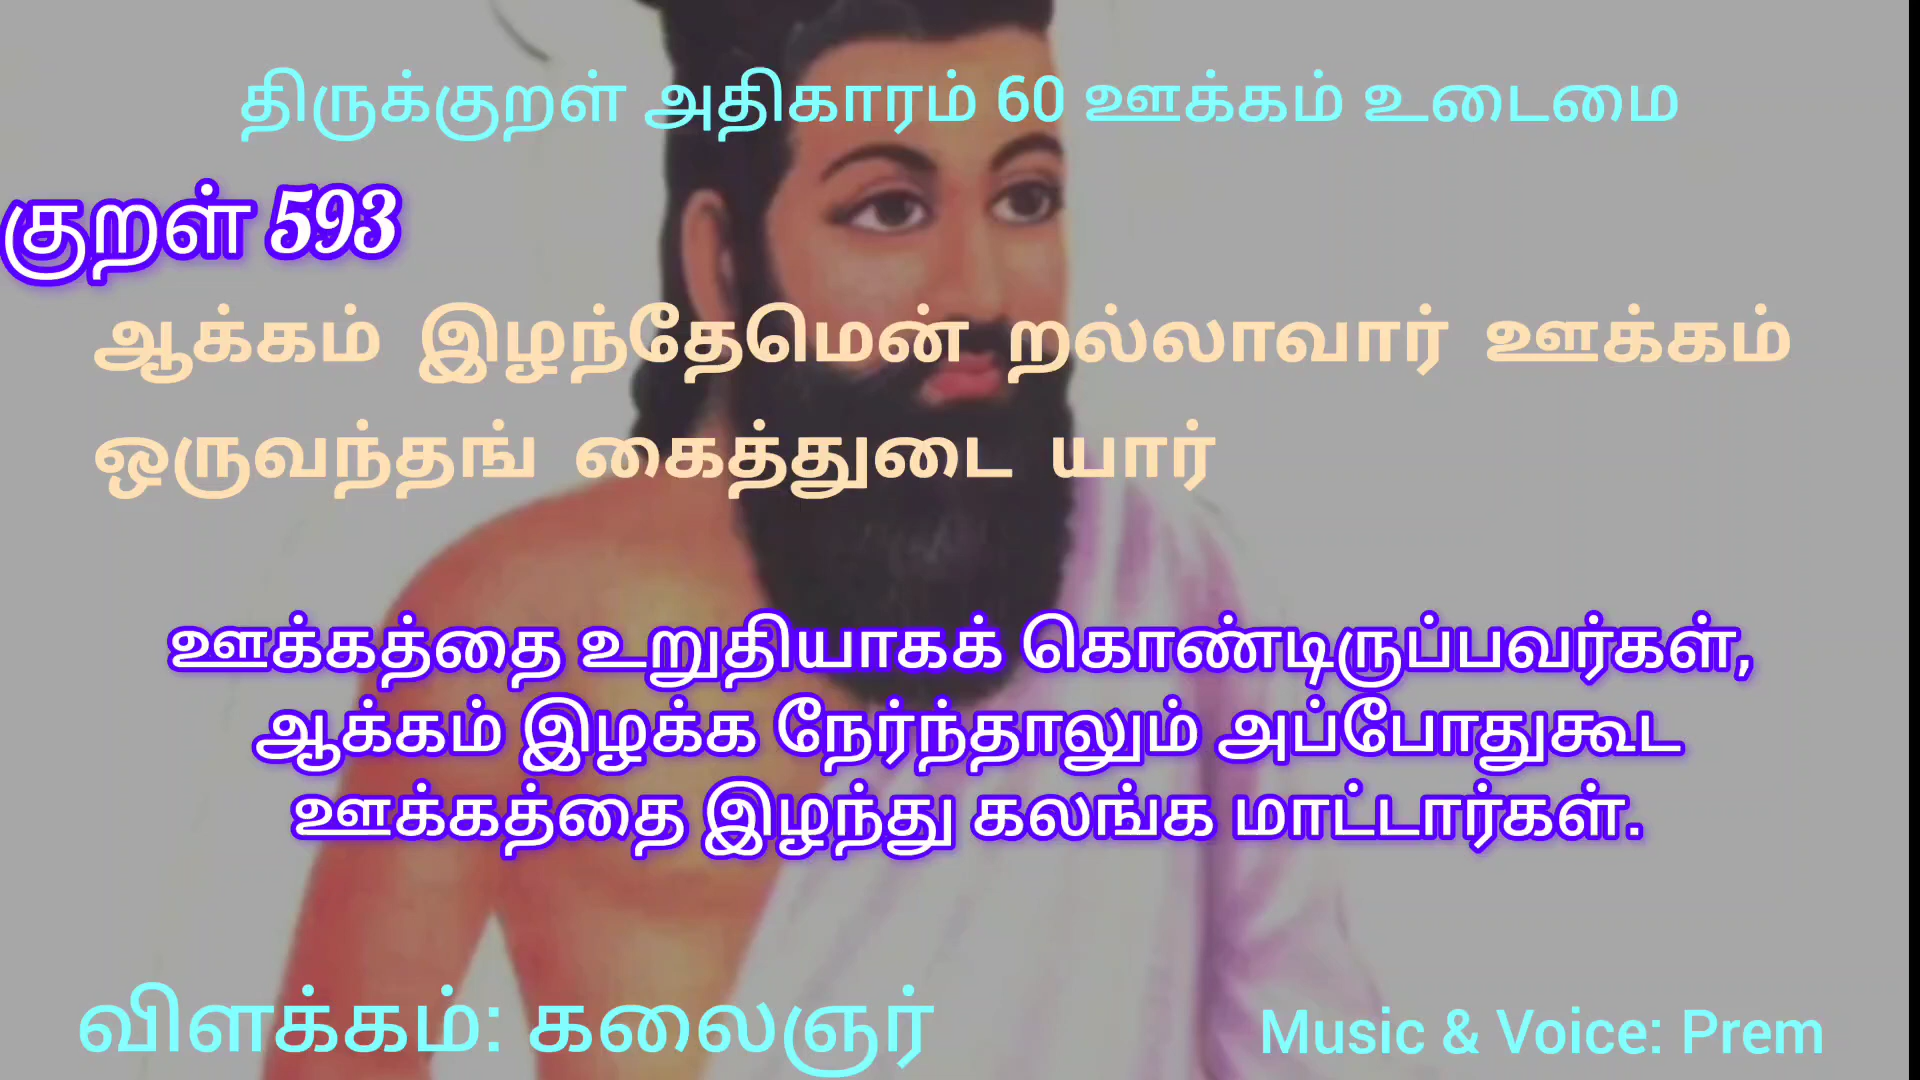 திருக்குறள் அதிகாரம் 60 ஊக்கம் உடைமை
குறள் 593
ஆக்கம் இழந்தேமென் றல்லாவார் ஊக்கம்
ஒருவந்தங் கைத்துடை யார்
ஊக்கத்தை உறுதியாகக் கொண்டிருப்பவர்கள்,
ஆக்கம் இழக்க நேர்ந்தாலும் அப்போதுகூட
ஊக்கத்தை இழந்து கலங்க மாட்டார்கள்.
விளக்கம்: கலைஞர்
Music & Voice: Prem